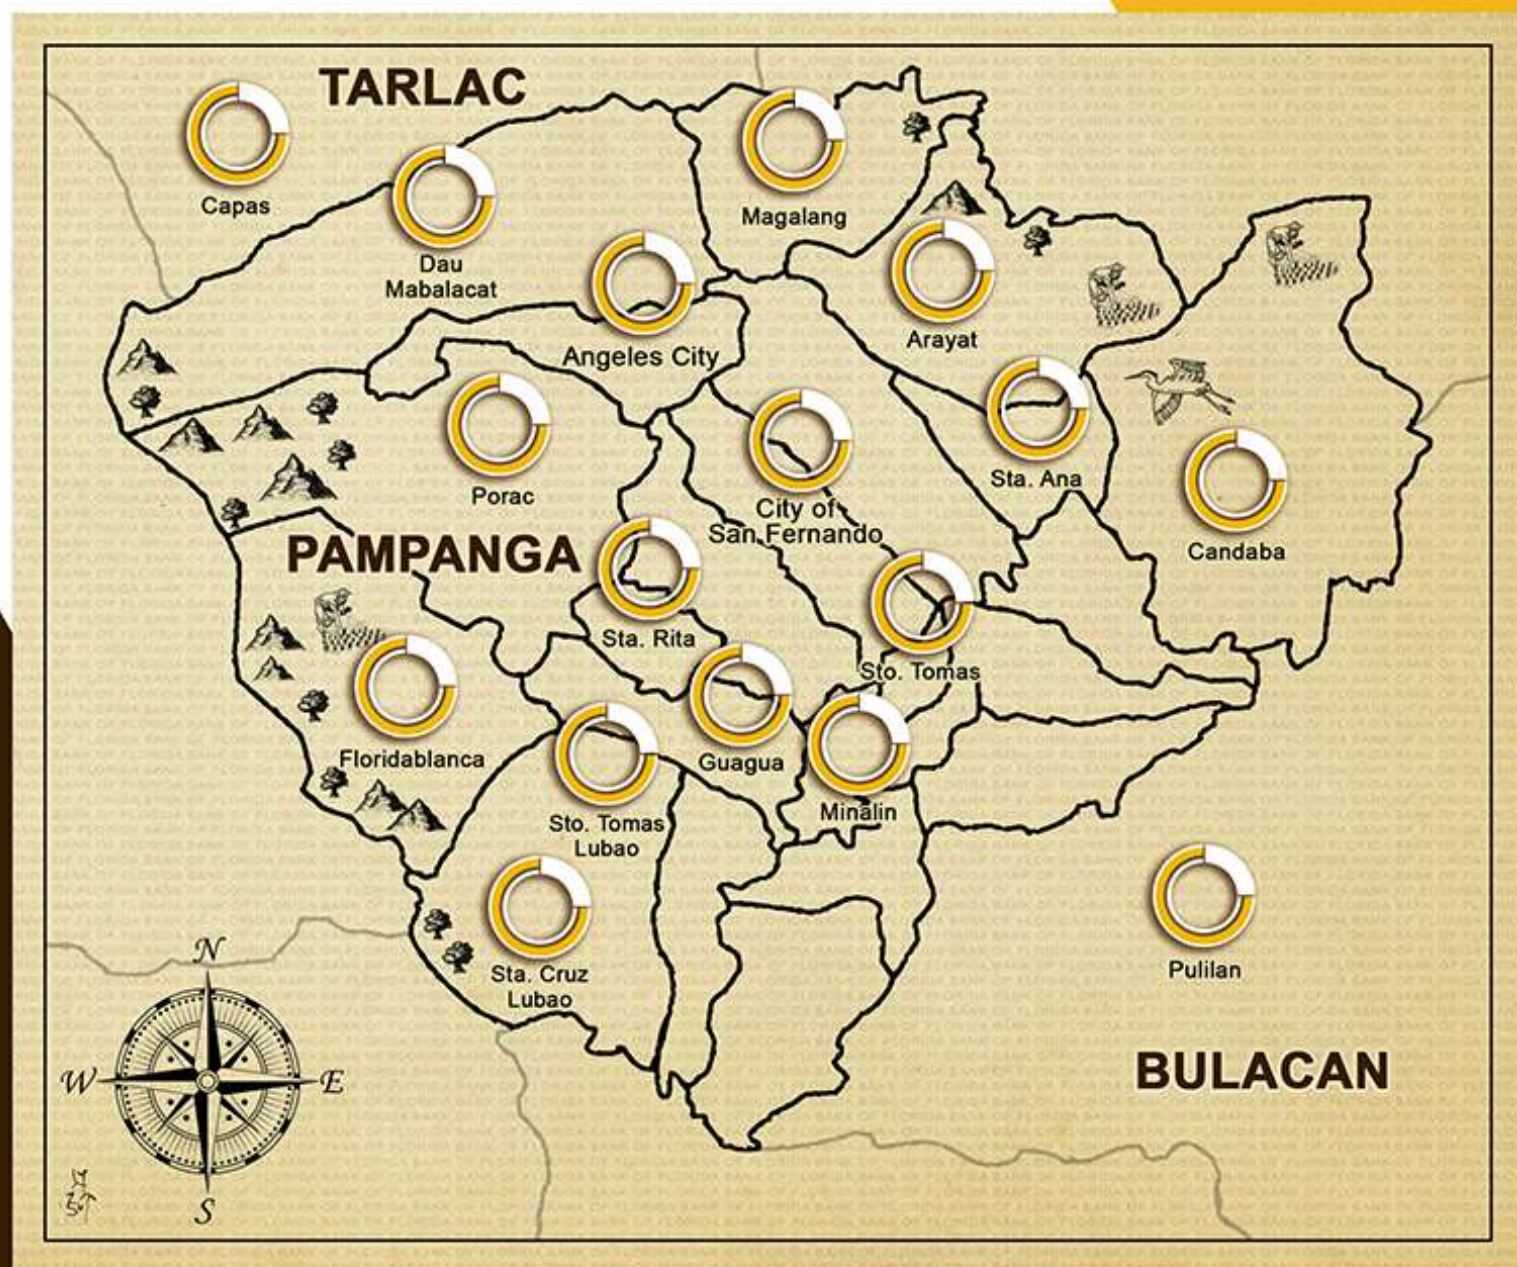 TARLAC
Capas
Dau
Mabalacat
Magalang
Angeles City
Arayat
Porac
Sta. Ana
City of
San Fernando
Candaba
PAMPANGA
Sta. Rita
Sto. Tomas
Floridablanca
Guagua
Minalin
Sto. Tomas
Lubao
Sta. Cruz
Lubao
Pulilan
BULACAN
N
W
E
S